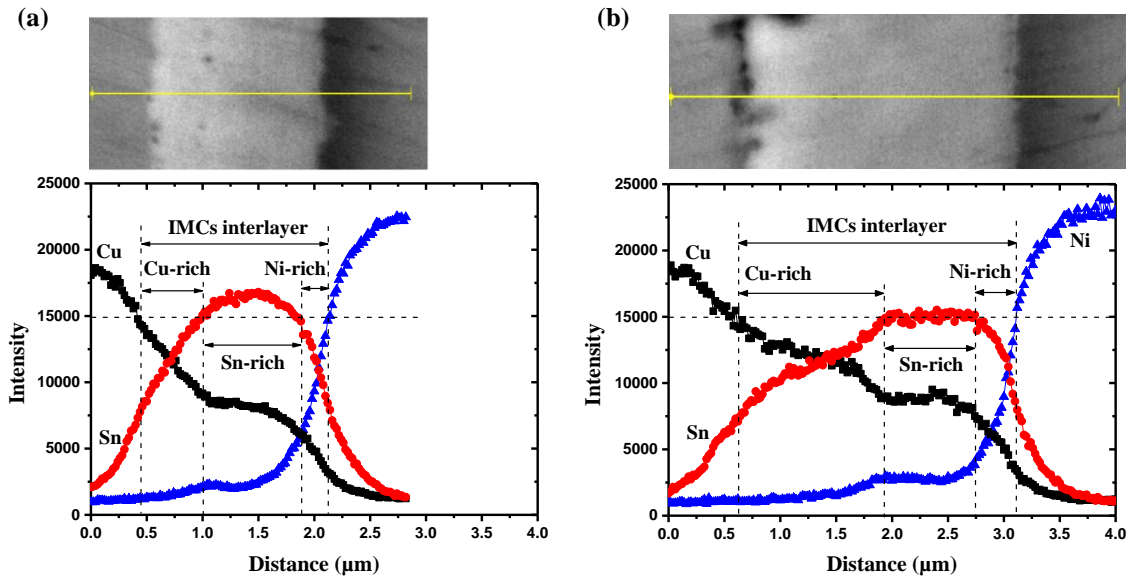 (a)
25000
20000
15000
10000
5000
0
Intensity
IMCs interlayer
Cu
Cu-rich
Ni-rich
Sn-rich
Sn
0.0 0.5 1.0 1.5 2.0 2.5 3.0 3.5 4.0
Distance (μm)
(b)
25000
20000
15000
10000
5000
0
Intensity
IMCs interlayer
Cu
Ni
Cu-rich
Ni-rich
Sn-rich
Sn
0.0 0.5 1.0 1.5 2.0 2.5 3.0 3.5 4.0
Distance (μm)